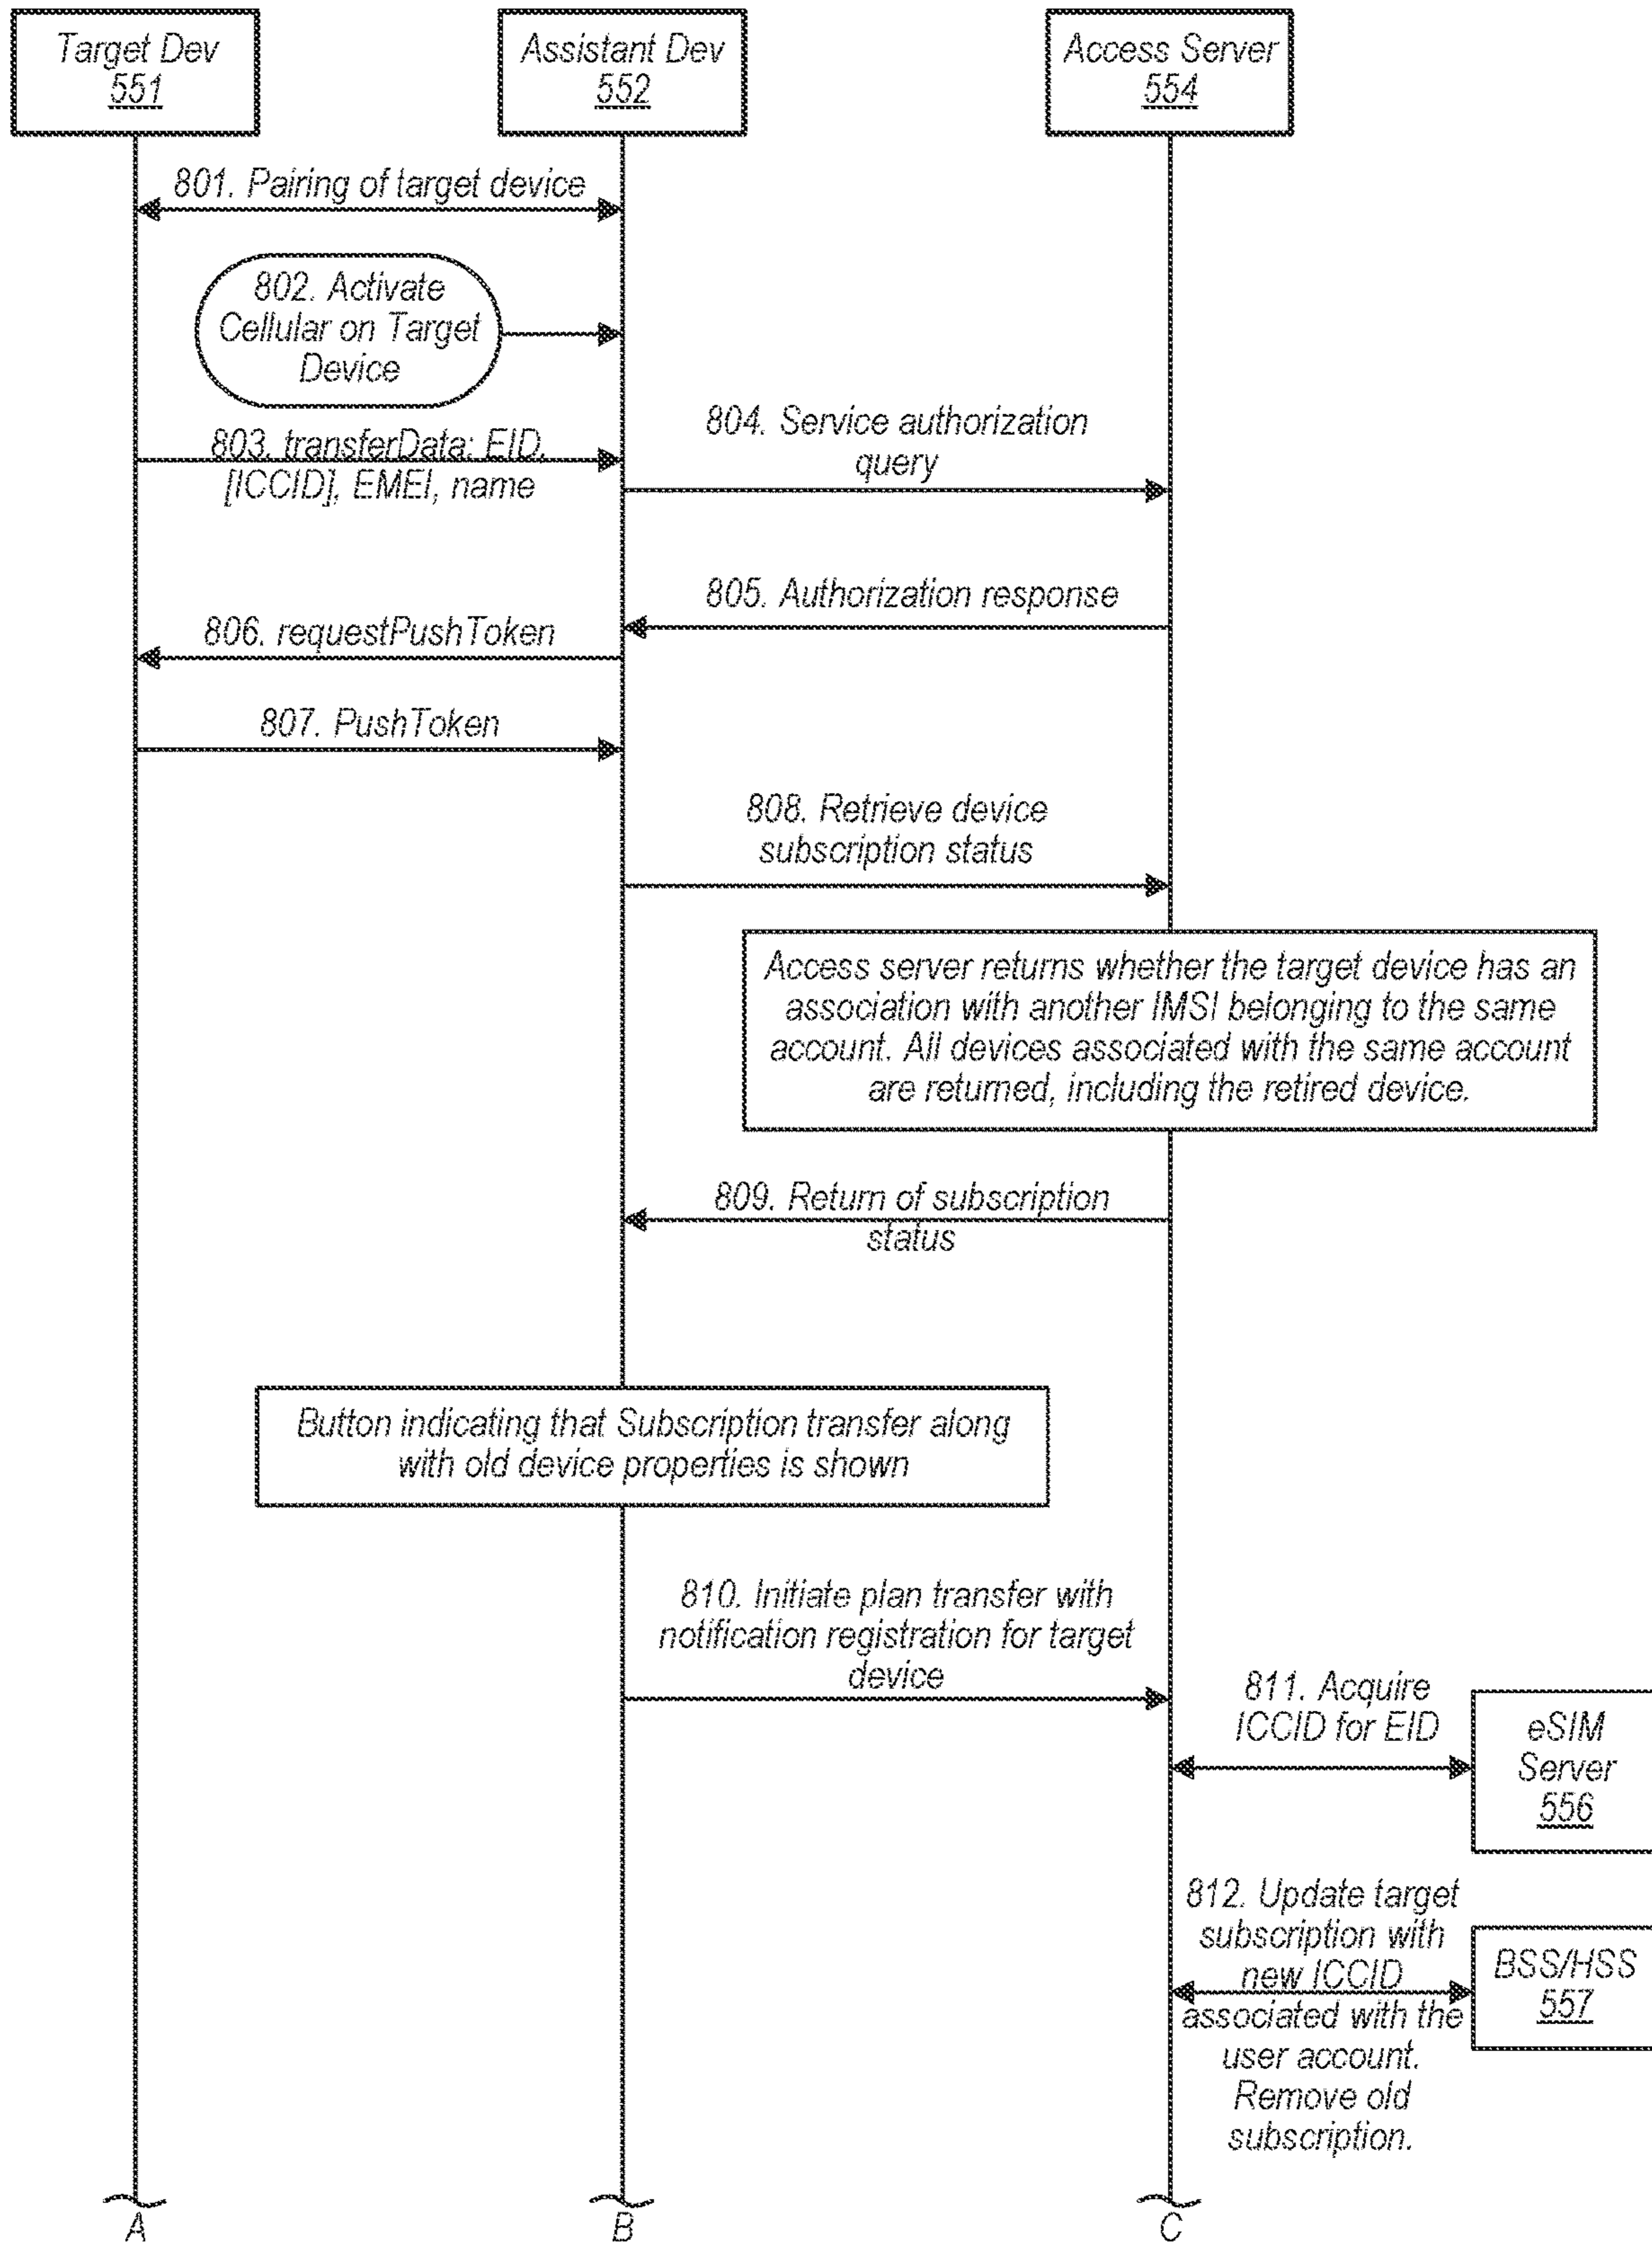 Target Dev
551
Assistant Dev
552
Access Server
554
801. Pairing of target device
802. Activate
Cellular on Target
Device
803. transferData: EID,
[ICCID], EMEI, name
804. Service authorization
query
805. Authorization response
806. requestPushToken
807. PushToken
808. Retrieve device
subscription status
Access server returns whether the target device has an
association with another IMSI belonging to the same
account. All devices associated with the same account
are returned, including the retired device.
809. Return of subscription
status
Button indicating that Subscription transfer along
with old device properties is shown
810. Initiate plan transfer with
notification registration for target
device
811. Acquire
ICCID for EID
eSIM
Server
556
812. Update target
subscription with
new ICCID
associated with the
user account.
Remove old
subscription.
BSS/HSS
557
A
B
C